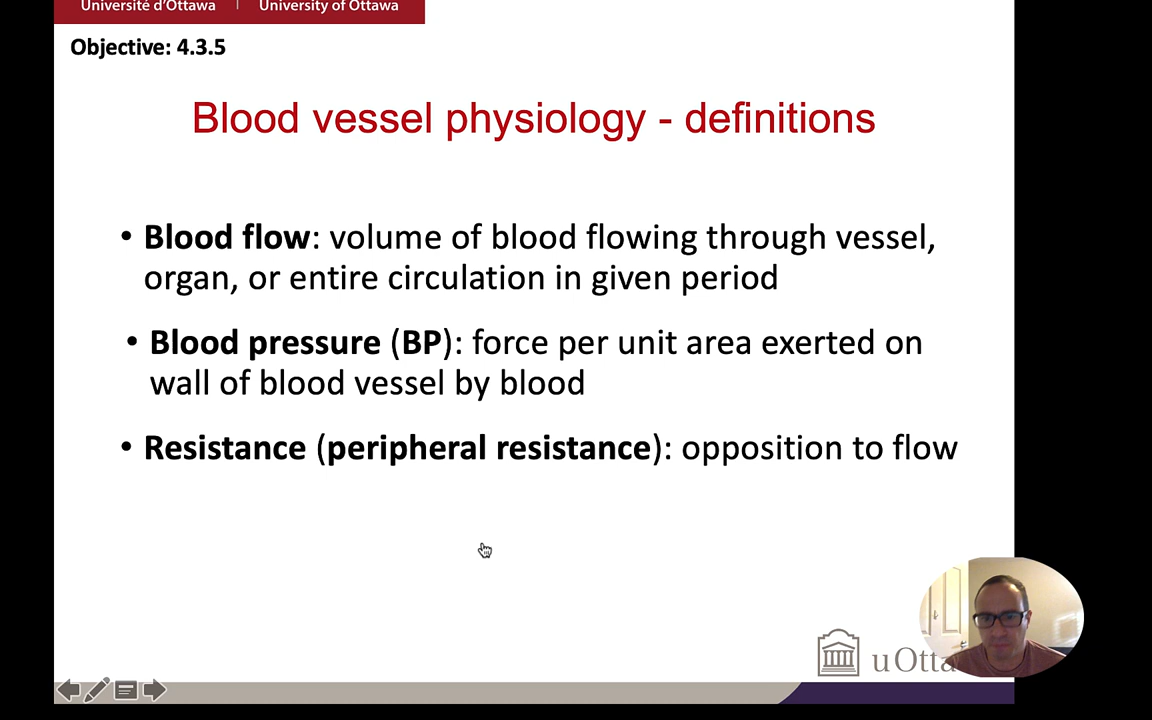 Université d'Ottawa | University of Ottawa
Objective: 4.3.5
Blood vessel physiology - definitions
• Blood flow: volume of blood flowing through vessel,
organ, or entire circulation in given period
• Blood pressure (BP): force per unit area exerted on
wall of blood vessel by blood
• Resistance (peripheral resistance): opposition to flow
uOtta